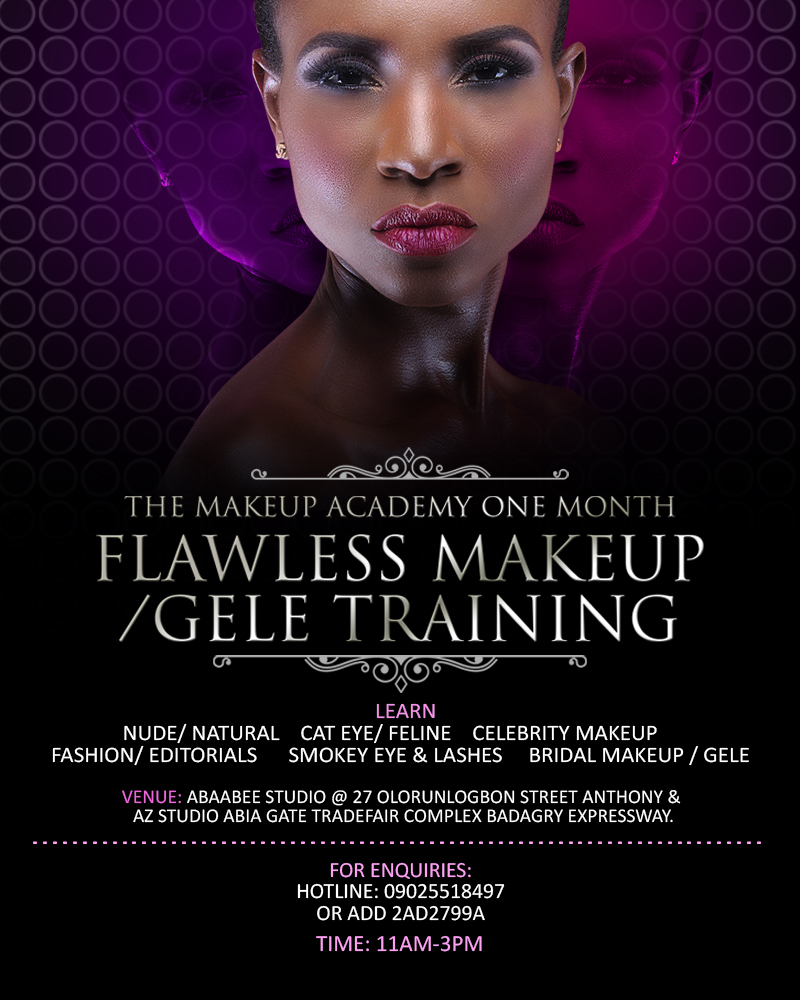 THE MAKEUP ACADEMY ONE MONTH
FLAWLESS MAKEUP
/GELE TRAINING
LEARN
NUDE/ NATURAL CAT EYE/ FELINE CELEBRITY MAKEUP
FASHION/ EDITORIALS SMOKEY EYE & LASHES BRIDAL MAKEUP / GELE
VENUE: ABAABEE STUDIO @ 27 OLORUNLOGBON STREET ANTHONY &
AZ STUDIO ABIA GATE TRADEFAIR COMPLEX BADAGRY EXPRESSWAY.
FOR ENQUIRIES:
HOTLINE: 09025518497
OR ADD 2AD2799A
TIME: 11AM-3PM